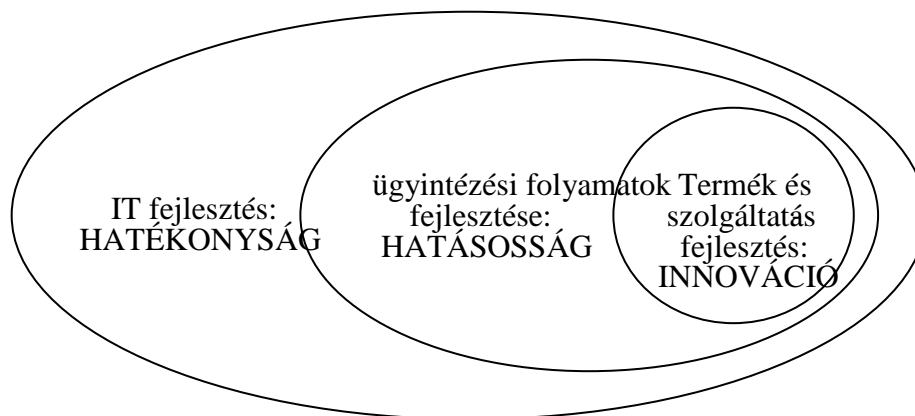 IT fejlesztés:
HATÉKONYSÁG
ügyintézési folyamatok
fejlesztése:
HATÁSOSSÁG
Termék és
szolgáltatás
fejlesztés:
INNOVÁCIÓ